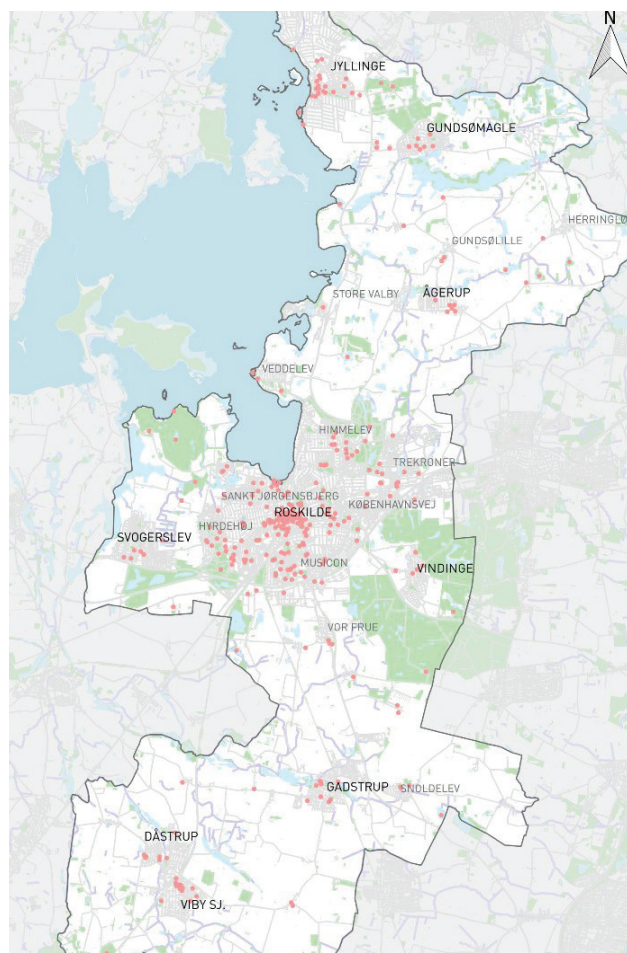 N
JYLLINGE
GUNDSØMAGLE
HERRINGLØ
GUNDSØLILLE
STORE VALBY
ÅGERUP
VEDDELEV
HIMMELEV
TREKRONER
SANKT JØRGENSBJERG
KØBENHAVNSVEJ
ROSKILDE
HYRDEHØJ
SVOGERSLEV
MUSICON
VINDINGE
VOR FRUE
GADSTRUP
SNOLDELEV
DÅSTRUP
VIBY SJ.